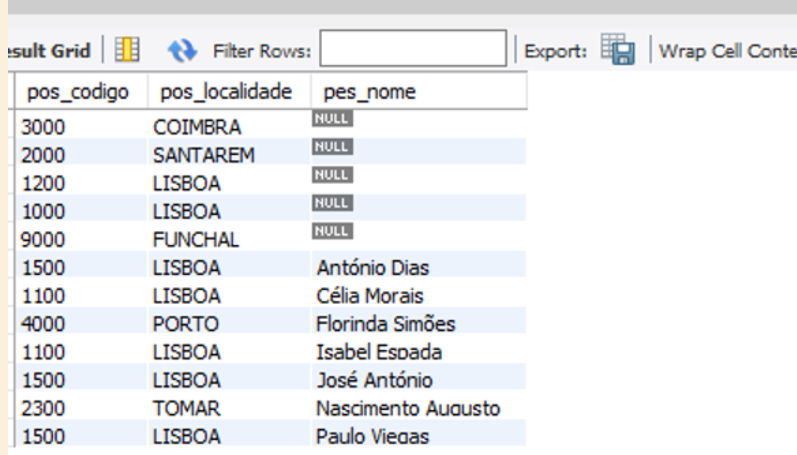 esult Grid Filter Rows: Export: Wrap Cell Conte
pos_codigo pos_localidade pes_nome
3000 COIMBRA NULL
2000 SANTAREM NULL
1200 LISBOA NULL
1000 LISBOA NULL
9000 FUNCHAL NULL
1500 LISBOA António Dias
1100 LISBOA Célia Morais
4000 PORTO Florinda Simões
1100 LISBOA Isabel Espada
1500 LISBOA José António
2300 TOMAR Nascimento Augusto
1500 LISBOA Paulo Viegas